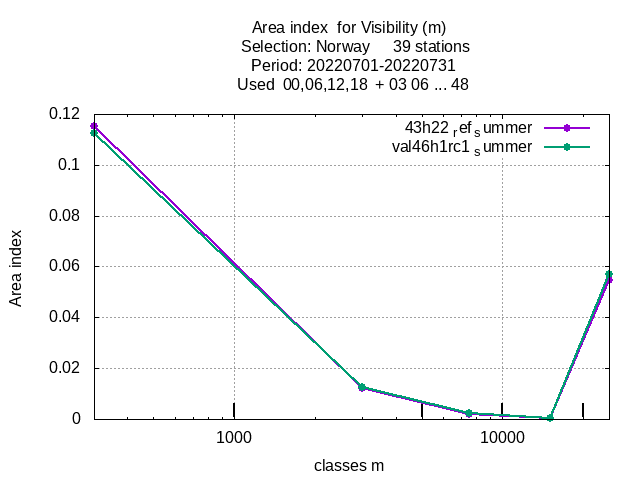 Area index  for Visibility (m)
Selection: Norway     39 stations
Period: 20220701-20220731
Used  00,06,12,18  + 03 06 ... 48
43h22 ref summer
val46h1rc1 summer
0.12
0.1
0.08
0.06
0.04
0.02
0
Area index
1000
10000
classes m